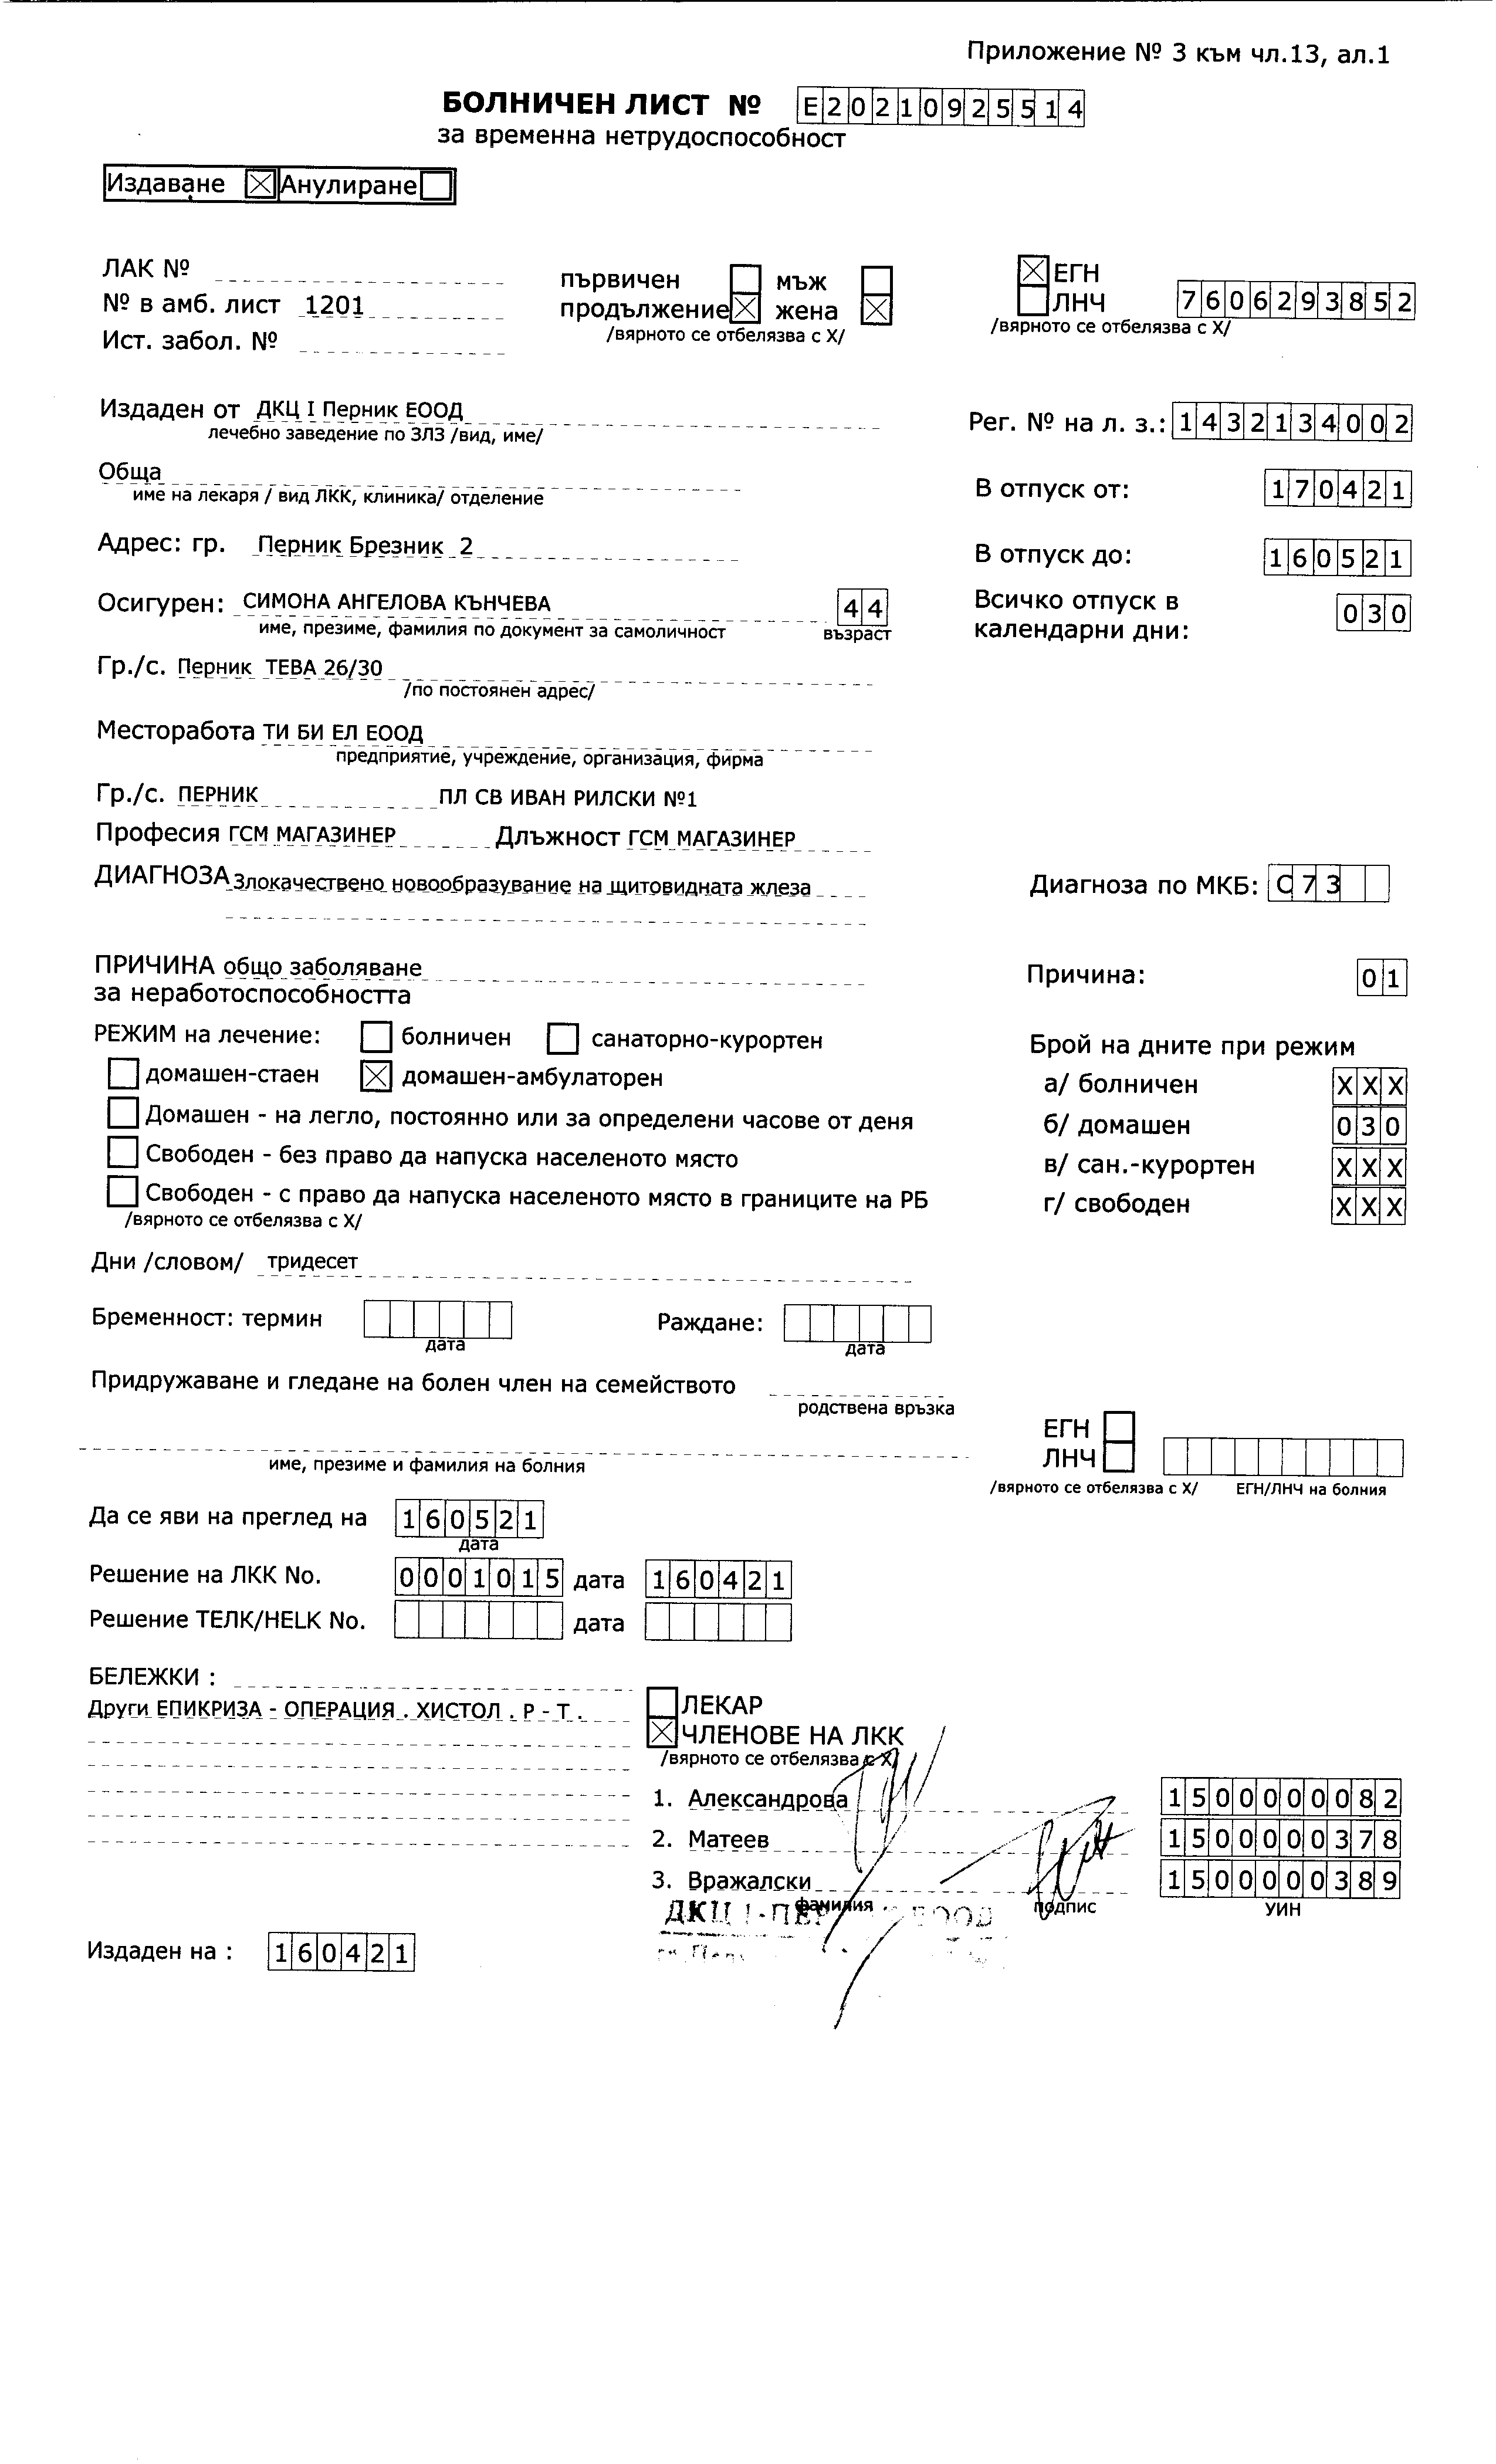 Приложение № 3 към чл.13, ал.1
БОЛНИЧЕН ЛИСТ № Е20210925514
за временна нетрудоспособност
Издаване X Анулиране
ЛАК №
първичен мъж
X ЕГН
№ в амб. лист 1201
продължение X жена X
ЛНЧ 7606293852
/вярното се отбелязва с Х/
/вярното се отбелязва с Х/
Ист. забол. №
Издаден от ДКЦ I Перник ЕООД
Рег. № на л. з.: 1432134002
лечебно заведение по ЗЛЗ /вид, име/
Обща
име на лекаря / вид ЛКК, клиника/ отделение
В отпуск от: 170421
Адрес: гр. Перник Брезник 2
В отпуск до: 160521
Осигурен: СИМОНА АНГЕЛОВА КЪНЧЕВА 44
име, презиме, фамилия по документ за самоличност възраст
Всичко отпуск в
календарни дни: 030
Гр./с. Перник ТЕВА 26/30
/по постоянен адрес/
Месторабота ТИ БИ ЕЛ ЕООД
предприятие, учреждение, организация, фирма
Гр./с. ПЕРНИК ПЛ СВ ИВАН РИЛСКИ №1
Професия ГСМ МАГАЗИНЕР Длъжност ГСМ МАГАЗИНЕР
ДИАГНОЗА Злокачествено новообразувание на щитовидната жлеза
Диагноза по МКБ: C73
ПРИЧИНА общо заболяване
за неработоспособността
Причина: 01
РЕЖИМ на лечение: болничен санаторно-курортен
Брой на дните при режим
домашен-стаен X домашен-амбулаторен
а/ болничен XXX
Домашен - на легло, постоянно или за определени часове от деня
б/ домашен 030
Свободен - без право да напуска населеното място
в/ сан.-курортен XXX
Свободен - с право да напуска населеното място в границите на РБ
г/ свободен XXX
/вярното се отбелязва с Х/
Дни /словом/ тридесет
Бременност: термин Раждане:
дата дата
Придружаване и гледане на болен член на семейството
родствена връзка
ЕГН
ЛНЧ
име, презиме и фамилия на болния
/вярното се отбелязва с Х/ ЕГН/ЛНЧ на болния
Да се яви на преглед на 160521
дата
Решение на ЛКК No. 0001015 дата 160421
Решение ТЕЛК/НЕLК No. дата
БЕЛЕЖКИ :
Други ЕПИКРИЗА - ОПЕРАЦИЯ . ХИСТОЛ . Р - Т .
ЛЕКАР
X ЧЛЕНОВЕ НА ЛКК
/вярното се отбелязва с Х/
1. Александрова 1500000082
2. Матеев 1500000378
3. Вражалски 1500000389
фамилия подпис УИН
ДКЦ I-ПЕР ЕООД
Издаден на : 160421